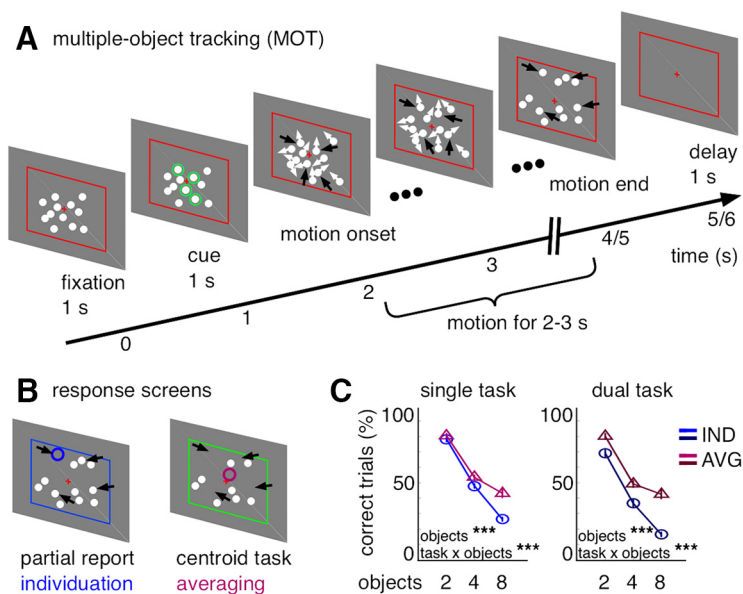 A multiple-object tracking (MOT)
fixation
1 s
cue
1 s
motion onset
motion end
delay
1 s
0
1
2
3
4/5
5/6
time (s)
motion for 2-3 s
B response screens
partial report
individuation
centroid task
averaging
C single task dual task
correct trials (%)
100
50
0
objects ***
task x objects ***
objects 2 4 8
100
50
0
objects ***
task x objects ***
2 4 8
IND
AVG